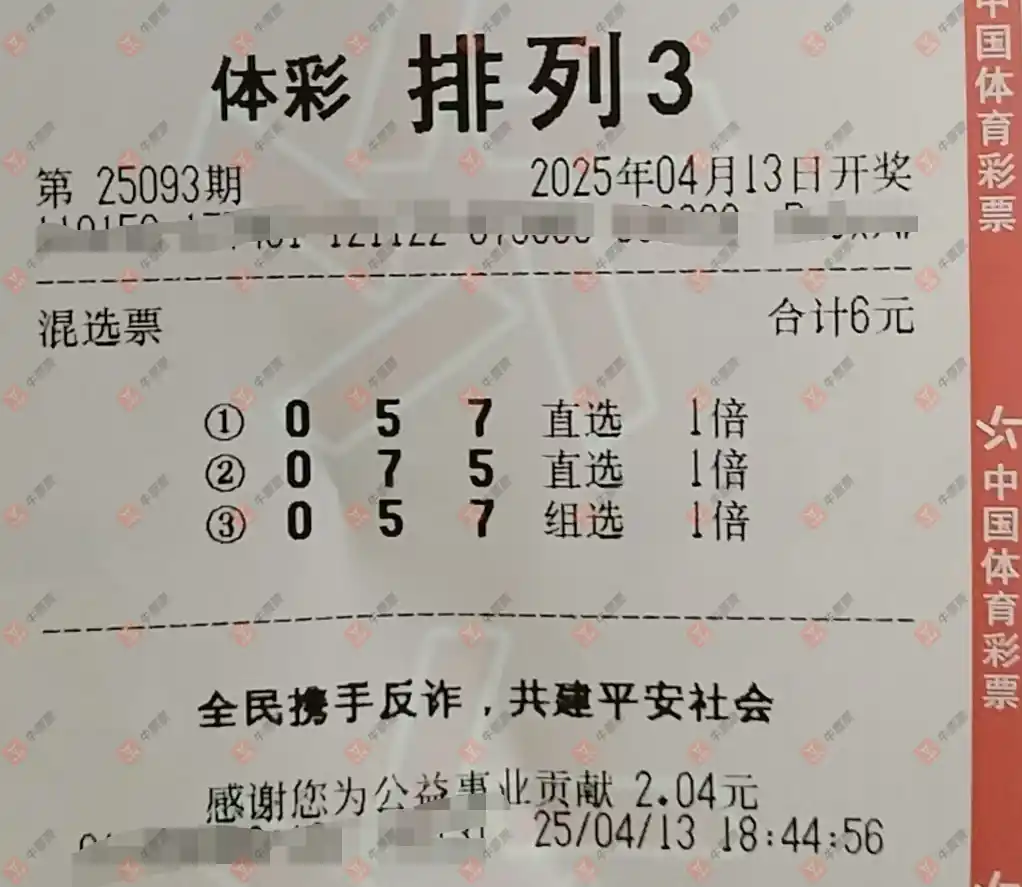 体彩 排列3
第 25093期 2025年04月13日开奖
混选票 合计6元
① 0 5 7 直选 1倍
② 0 7 5 直选 1倍
③ 0 5 7 组选 1倍
全民携手反诈，共建平安社会
感谢您为公益事业贡献 2.04元
25/04/13 18:44:56
中国体育彩票
中国体育彩票